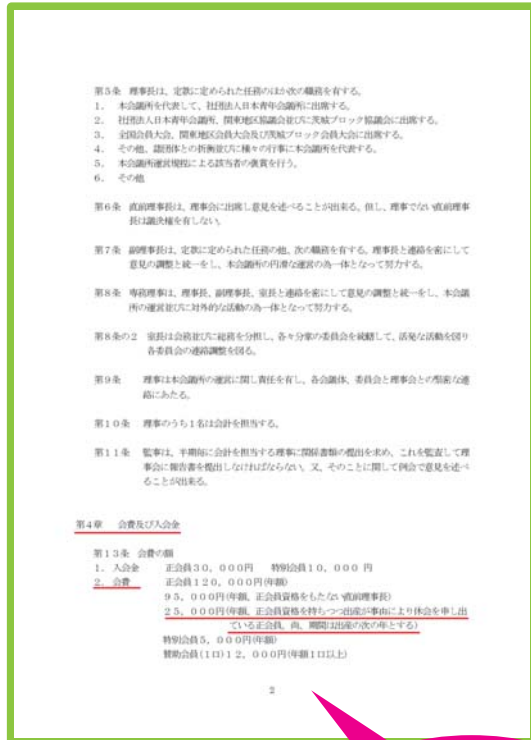 第5条　理事長は、定款に定められた任務のほか次の職務を有する。
1.　本会議所を代表して、社団法人日本青年会議所に出席する。
2.　社団法人日本青年会議所、関東地区協議会並びに茨城ブロック協議会に出席する。
3.　全国会員大会、関東地区会員大会及び茨城ブロック会員大会に出席する。
4.　その他、諸団体との折衝並びに種々の行事に本会議所を代表する。
5.　本会議所運営規程による該当者の褒賞を行う。
6.　その他
第6条　直前理事長は、理事会に出席し意見を述べることが出来る。但し、理事でない直前理事
長は議決権を有しない。
第7条　副理事長は、定款に定められた任務の他、次の職務を有する。理事長と連絡を密にして
意見の調整と統一をし、本会議所の円滑な運営の為一体となって努力する。
第8条　専務理事は、理事長、副理事長、室長と連絡を密にして意見の調整と統一をし、本会議
所の運営並びに対外的な活動の為一体となって努力する。
第8条の2　室長は会務並びに総務を分担し、各々分掌の委員会を統轄して、活発な活動を図り
各委員会の連絡調整を図る。
第9条　理事は本会議所の運営に関し責任を有し、各会議体、委員会と理事会との緊密な連
絡にあたる。
第10条　理事のうち1名は会計を担当する。
第11条　監事は、半期毎に会計を担当する理事に関係書類の提出を求め、これを監査して理
事会に報告書を提出しなければならない。又、そのことに関して例会で意見を述べ
ることが出来る。
第4章　会費及び入会金
第13条 会費の額
1.　入会金　正会員30,000円　特別会員10,000 円
2.　会費　正会員120,000円(年額)
95,000円(年額、正会員資格をもたない直前理事長)
25,000円(年額、正会員資格を持ちつつ出産が事由により休会を申し出
ている正会員、尚、期間は出産の次の年とする)
特別会員5,000円(年額)
賛助会員(1口)12,000円(年額1口以上)
2